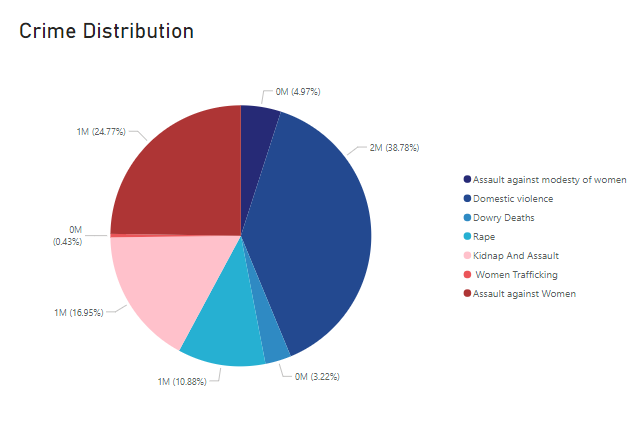 Crime Distribution
0M (4.97%)
2M (38.78%)
0M (3.22%)
1M (10.88%)
1M (16.95%)
0M
(0.43%)
1M (24.77%)
Assault against modesty of women
Domestic violence
Dowry Deaths
Rape
Kidnap And Assault
Women Trafficking
Assault against Women